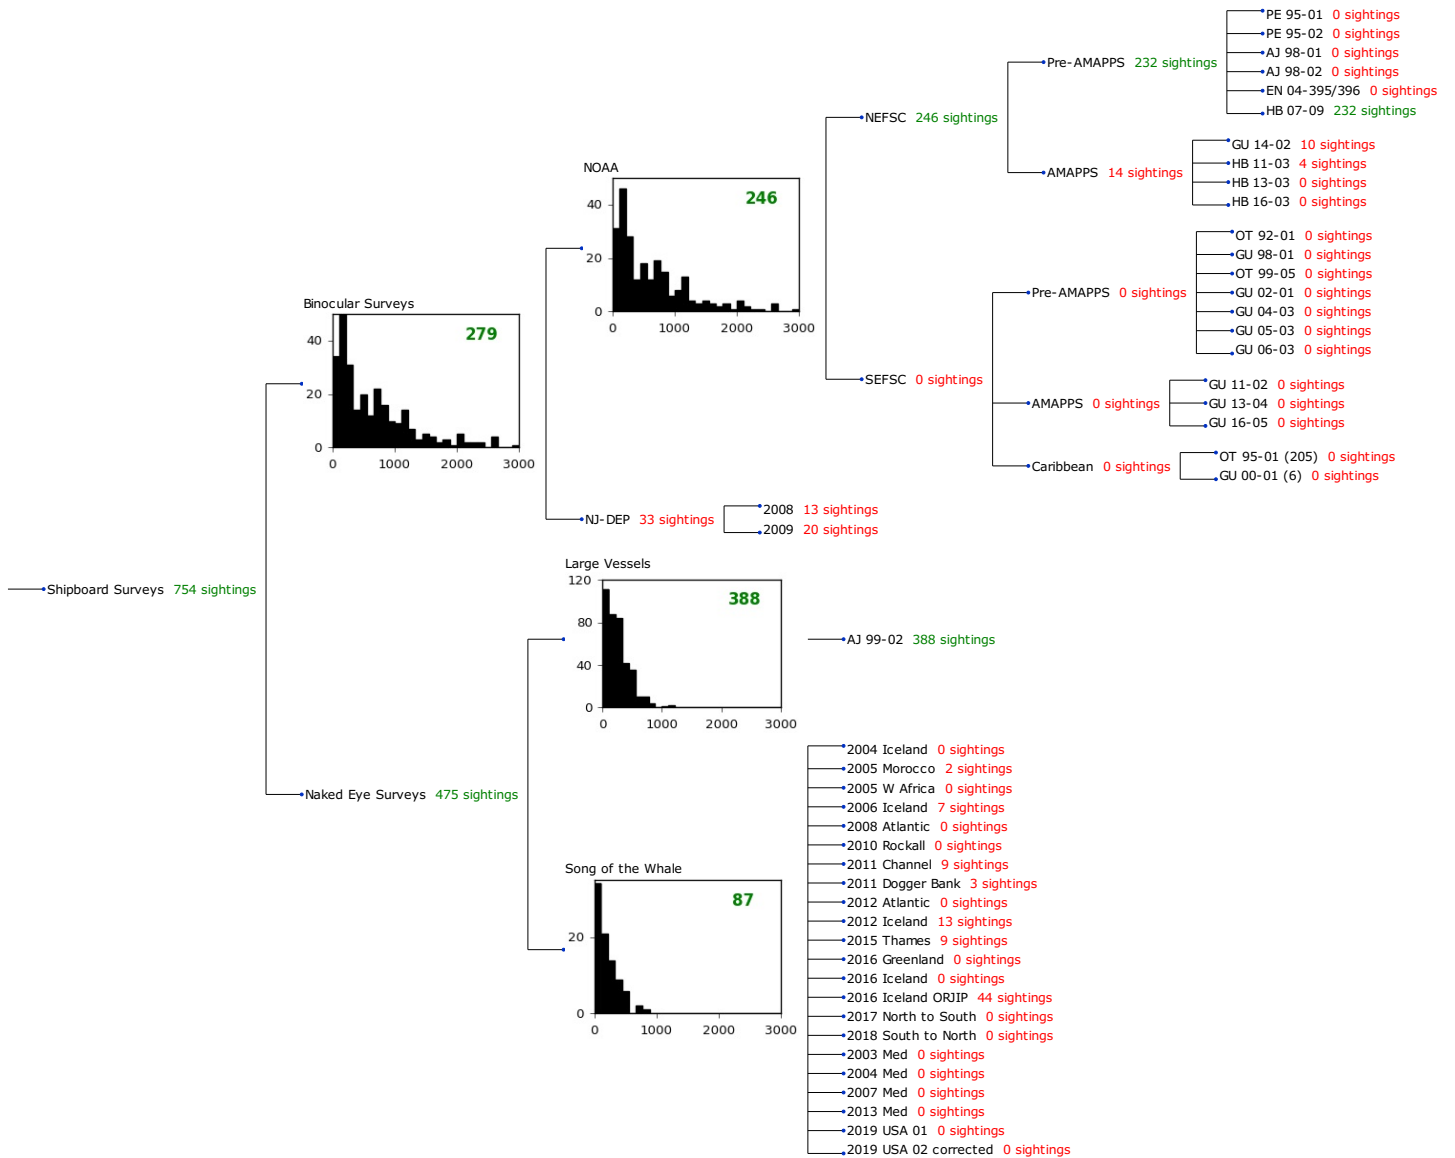 PE 95-01 0 sightings
PE 95-02 0 sightings
AJ 98-01 0 sightings
Pre-AMAPPS 232 sightings
AJ 98-02 0 sightings
EN 04-395/396 0 sightings
HB 07-09 232 sightings
NEFSC 246 sightings
GU 14-02 10 sightings
HB 11-03 4 sightings
AMAPPS 14 sightings
HB 13-03 0 sightings
HB 16-03 0 sightings
NOAA
246
40
20
0
0 1000 2000 3000
OT 92-01 0 sightings
GU 98-01 0 sightings
OT 99-05 0 sightings
Pre-AMAPPS 0 sightings
GU 02-01 0 sightings
GU 04-03 0 sightings
GU 05-03 0 sightings
GU 06-03 0 sightings
Binocular Surveys
279
40
20
0
0 1000 2000 3000
SEFSC 0 sightings
GU 11-02 0 sightings
AMAPPS 0 sightings
GU 13-04 0 sightings
GU 16-05 0 sightings
OT 95-01 (205) 0 sightings
Caribbean 0 sightings
GU 00-01 (6) 0 sightings
NJ-DEP 33 sightings
2008 13 sightings
2009 20 sightings
Shipboard Surveys 754 sightings
Large Vessels
388
120
80
40
0
0 1000 2000 3000
AJ 99-02 388 sightings
Naked Eye Surveys 475 sightings
Song of the Whale
87
20
0
0 1000 2000 3000
2004 Iceland 0 sightings
2005 Morocco 2 sightings
2005 W Africa 0 sightings
2006 Iceland 7 sightings
2008 Atlantic 0 sightings
2010 Rockall 0 sightings
2011 Channel 9 sightings
2011 Dogger Bank 3 sightings
2012 Atlantic 0 sightings
2012 Iceland 13 sightings
2015 Thames 9 sightings
2016 Greenland 0 sightings
2016 Iceland 0 sightings
2016 Iceland ORJIP 44 sightings
2017 North to South 0 sightings
2018 South to North 0 sightings
2003 Med 0 sightings
2004 Med 0 sightings
2007 Med 0 sightings
2013 Med 0 sightings
2019 USA 01 0 sightings
2019 USA 02 corrected 0 sightings